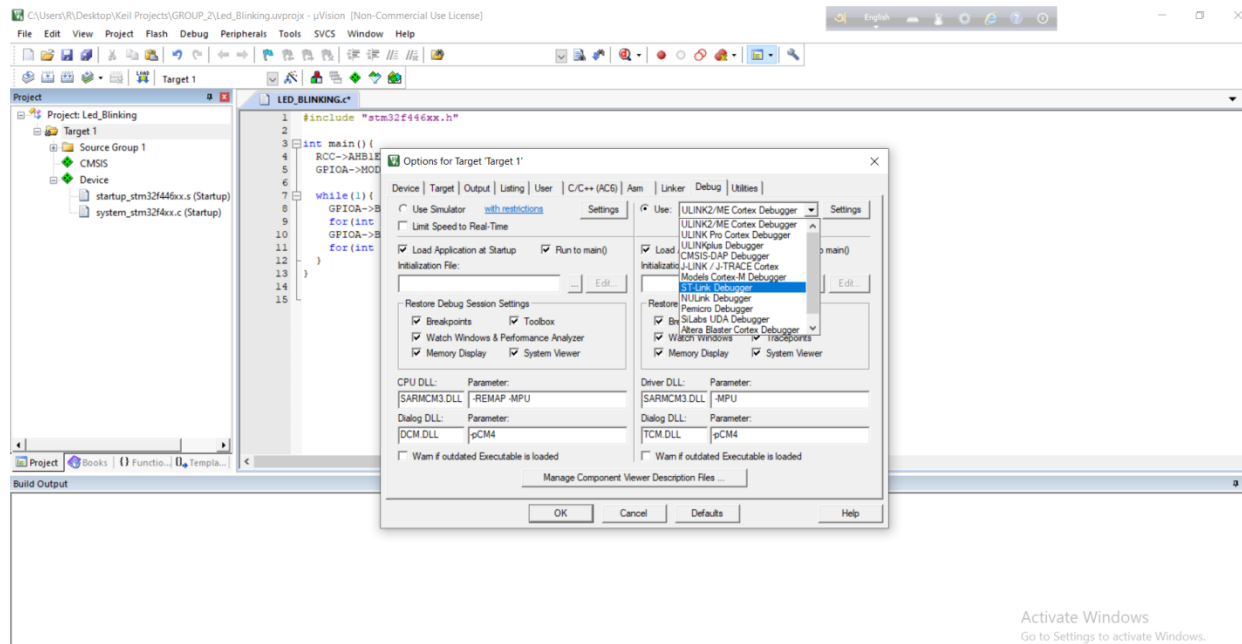 C:\Users\R\Desktop\Keil Projects\GROUP_2\Led_Blinking.uvprojx - µVision [Non-Commercial Use License]
English
File Edit View Project Flash Debug Peripherals Tools SVCS Window Help
LOAD Target 1
Project
LED_BLINKING.c*
Project: Led_Blinking
Target 1
Source Group 1
CMSIS
Device
startup_stm32f446xx.s (Startup)
system_stm32f4xx.c (Startup)
1 #include "stm32f446xx.h"
2
3 int main(){
4 RCC->AHB1E
5 GPIOA->MOD
6
7 while(1){
8 GPIOA->B
9 for(int
10 GPIOA->B
11 for(int
12 }
13 }
14
15
Options for Target 'Target 1'
Device Target Output Listing User C/C++ (AC6) Asm Linker Debug Utilities
Use Simulator with restrictions Settings Use: ULINK2/ME Cortex Debugger Settings
Limit Speed to Real-Time
ULINK2/ME Cortex Debugger
ULINK Pro Cortex Debugger
ULINKplus Debugger
CMSIS-DAP Debugger
J-LINK / J-TRACE Cortex
Models Cortex-M Debugger
ST-Link Debugger
NULink Debugger
Pemicro Debugger
SiLabs UDA Debugger
Altera Blaster Cortex Debugger
Load Application at Startup Run to main() Load o main()
Initialization File: Initializatio
... Edit... Edit...
Restore Debug Session Settings Restore
Breakpoints Toolbox Br
Watch Windows & Performance Analyzer Watch Windows Tracepoints
Memory Display System Viewer Memory Display System Viewer
CPU DLL: Parameter: Driver DLL: Parameter:
SARMCM3.DLL -REMAP -MPU SARMCM3.DLL -MPU
Dialog DLL: Parameter: Dialog DLL: Parameter:
DCM.DLL -pCM4 TCM.DLL -pCM4
Warn if outdated Executable is loaded Warn if outdated Executable is loaded
Manage Component Viewer Description Files ...
OK Cancel Defaults Help
Project Books {} Functio... Templa...
Build Output
Activate Windows
Go to Settings to activate Windows.